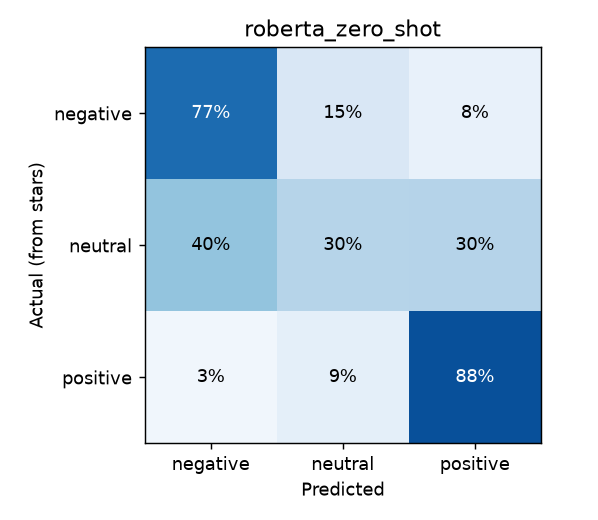 roberta_zero_shot
Actual (from stars)
negative 77% 15% 8%
neutral 40% 30% 30%
positive 3% 9% 88%
negative neutral positive
Predicted